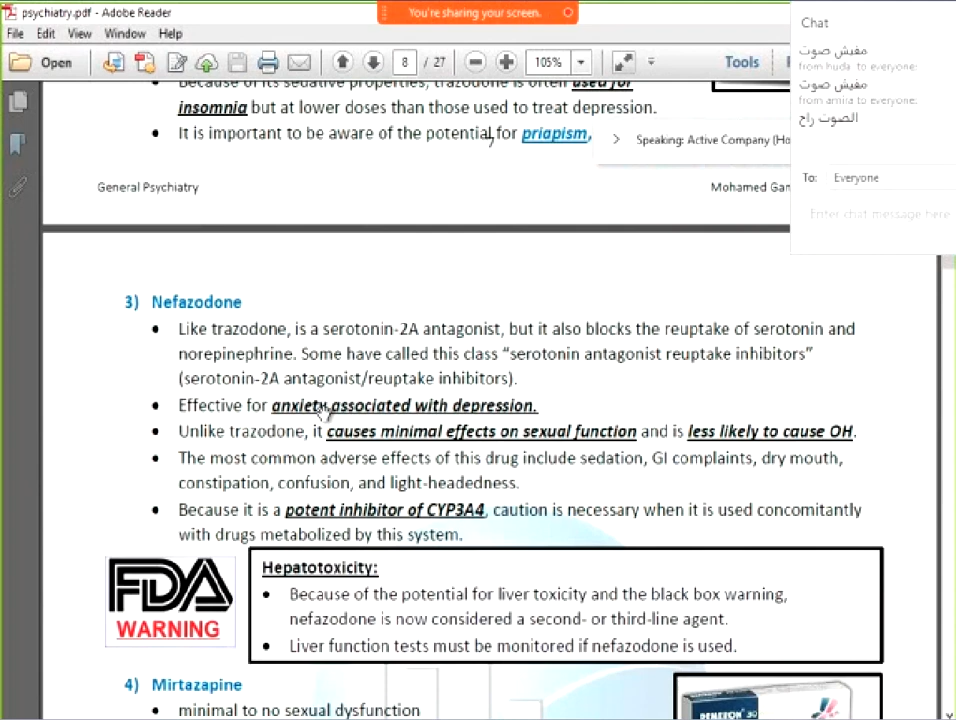 psychiatry.pdf - Adobe Reader
You're sharing your screen.
File Edit View Window Help
Open 8 / 27 105% Tools
Chat
مفيش صوت
from huda to everyone:
مفيش صوت
from amira to everyone:
الصوت راح
To: Everyone
Enter chat message here
Because of its sedative properties, trazodone is often used for
insomnia but at lower doses than those used to treat depression.
• It is important to be aware of the potential for priapism,
Speaking: Active Company (Ho
General Psychiatry Mohamed Gam
3) Nefazodone
• Like trazodone, is a serotonin-2A antagonist, but it also blocks the reuptake of serotonin and
norepinephrine. Some have called this class “serotonin antagonist reuptake inhibitors”
(serotonin-2A antagonist/reuptake inhibitors).
• Effective for anxiety associated with depression.
• Unlike trazodone, it causes minimal effects on sexual function and is less likely to cause OH.
• The most common adverse effects of this drug include sedation, GI complaints, dry mouth,
constipation, confusion, and light-headedness.
• Because it is a potent inhibitor of CYP3A4, caution is necessary when it is used concomitantly
with drugs metabolized by this system.
FDA
WARNING
Hepatotoxicity:
• Because of the potential for liver toxicity and the black box warning,
nefazodone is now considered a second- or third-line agent.
• Liver function tests must be monitored if nefazodone is used.
4) Mirtazapine
• minimal to no sexual dysfunction